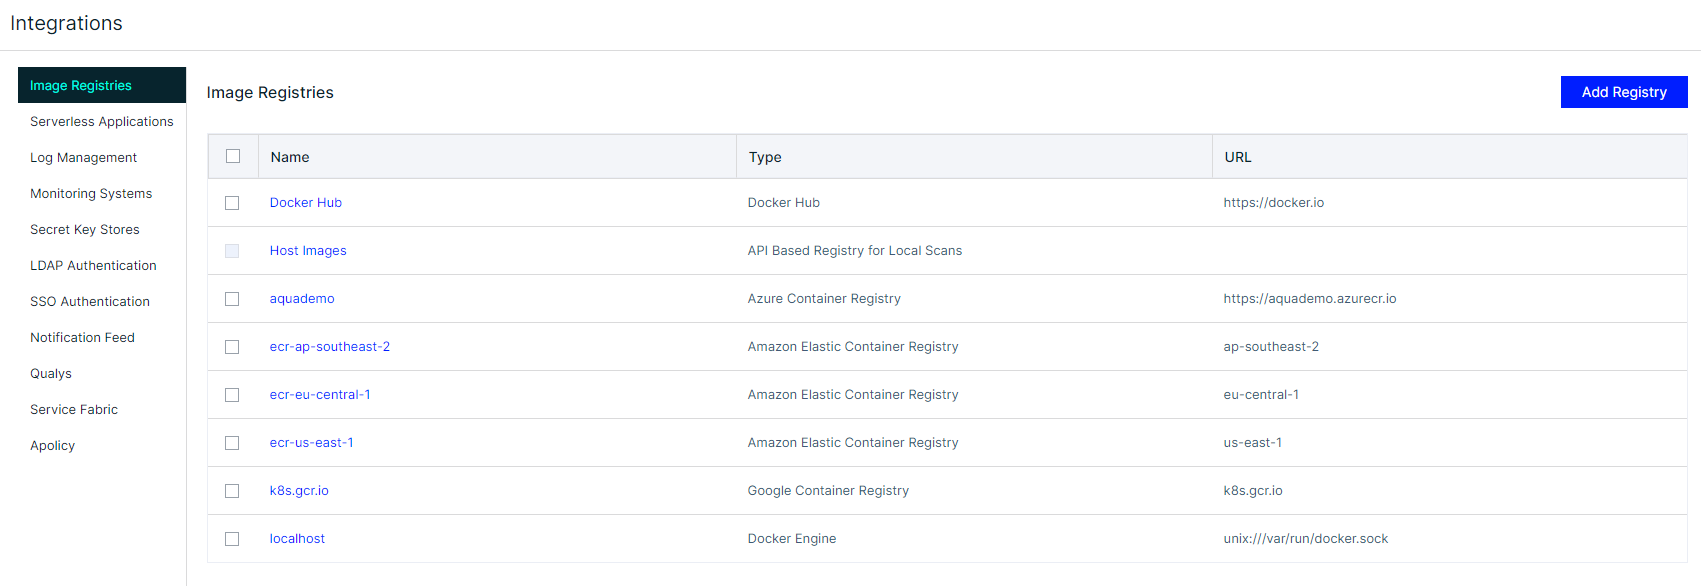 Integrations
Image Registries
Serverless Applications
Log Management
Monitoring Systems
Secret Key Stores
LDAP Authentication
SSO Authentication
Notification Feed
Qualys
Service Fabric
Apolicy
Image Registries
Add Registry
Name Type URL
Docker Hub Docker Hub https://docker.io
Host Images API Based Registry for Local Scans
aquademo Azure Container Registry https://aquademo.azurecr.io
ecr-ap-southeast-2 Amazon Elastic Container Registry ap-southeast-2
ecr-eu-central-1 Amazon Elastic Container Registry eu-central-1
ecr-us-east-1 Amazon Elastic Container Registry us-east-1
k8s.gcr.io Google Container Registry k8s.gcr.io
localhost Docker Engine unix:///var/run/docker.sock